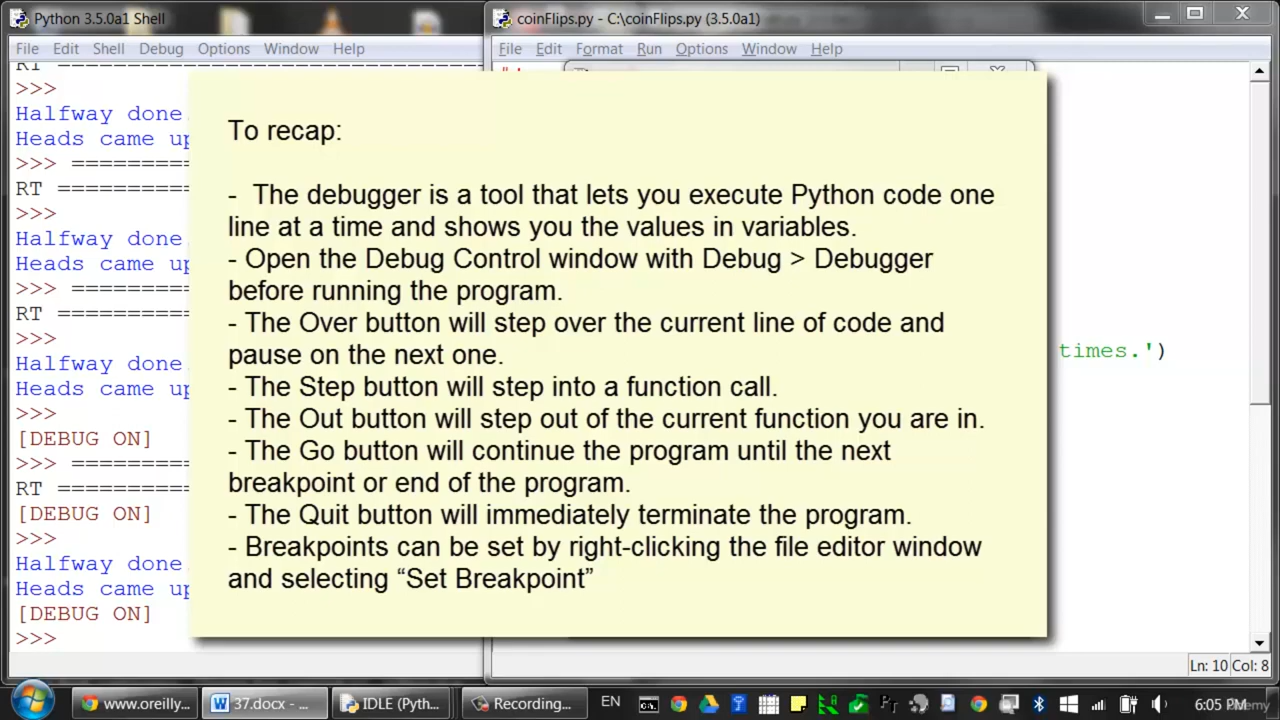 Python 3.5.0a1 Shell
coinFlips.py - C:\coinFlips.py (3.5.0a1)
File Edit Shell Debug Options Window Help
File Edit Format Run Options Window Help
RT ================================
>>>
Halfway done
Heads came up
>>> =========
RT ==========
>>>
Halfway done
Heads came up
>>> =========
RT ==========
>>>
Halfway done
Heads came up
>>>
[DEBUG ON]
>>> =========
RT ==========
[DEBUG ON]
>>>
Halfway done
Heads came up
[DEBUG ON]
>>>
To recap:
- The debugger is a tool that lets you execute Python code one
line at a time and shows you the values in variables.
- Open the Debug Control window with Debug > Debugger
before running the program.
- The Over button will step over the current line of code and
pause on the next one.
- The Step button will step into a function call.
- The Out button will step out of the current function you are in.
- The Go button will continue the program until the next
breakpoint or end of the program.
- The Quit button will immediately terminate the program.
- Breakpoints can be set by right-clicking the file editor window
and selecting “Set Breakpoint”
times.')
Ln: 10 Col: 8
www.oreilly... 37.docx - ... IDLE (Pyth... Recording... EN 6:05 PM